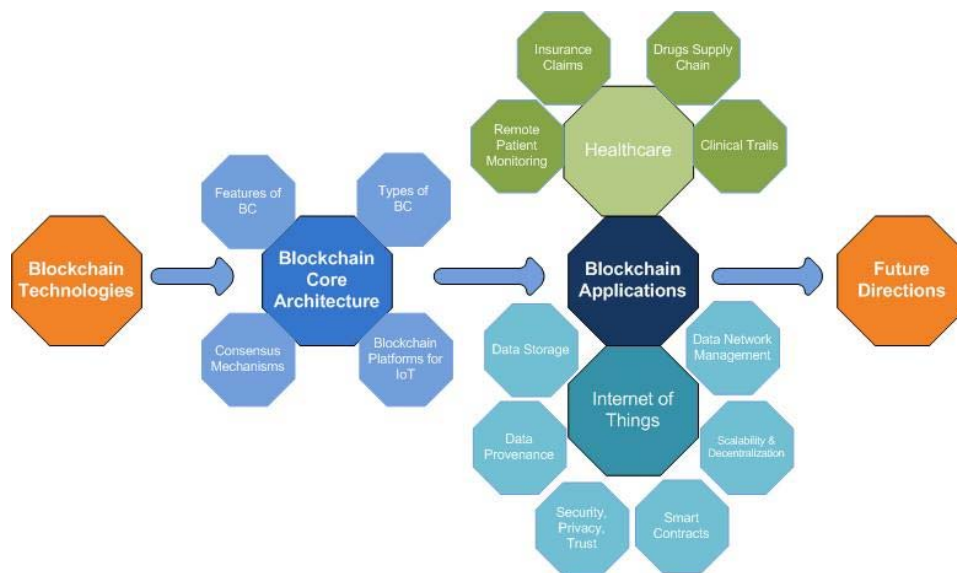 Blockchain
Technologies
Features of
BC
Types of
BC
Blockchain
Core
Architecture
Consensus
Mechanisms
Blockchain
Platforms for
IoT
Insurance
Claims
Drugs Supply
Chain
Remote
Patient
Monitoring
Healthcare
Clinical Trails
Blockchain
Applications
Data Storage
Data Network
Management
Internet of
Things
Data
Provenance
Scalability &
Decentralization
Security,
Privacy,
Trust
Smart
Contracts
Future
Directions